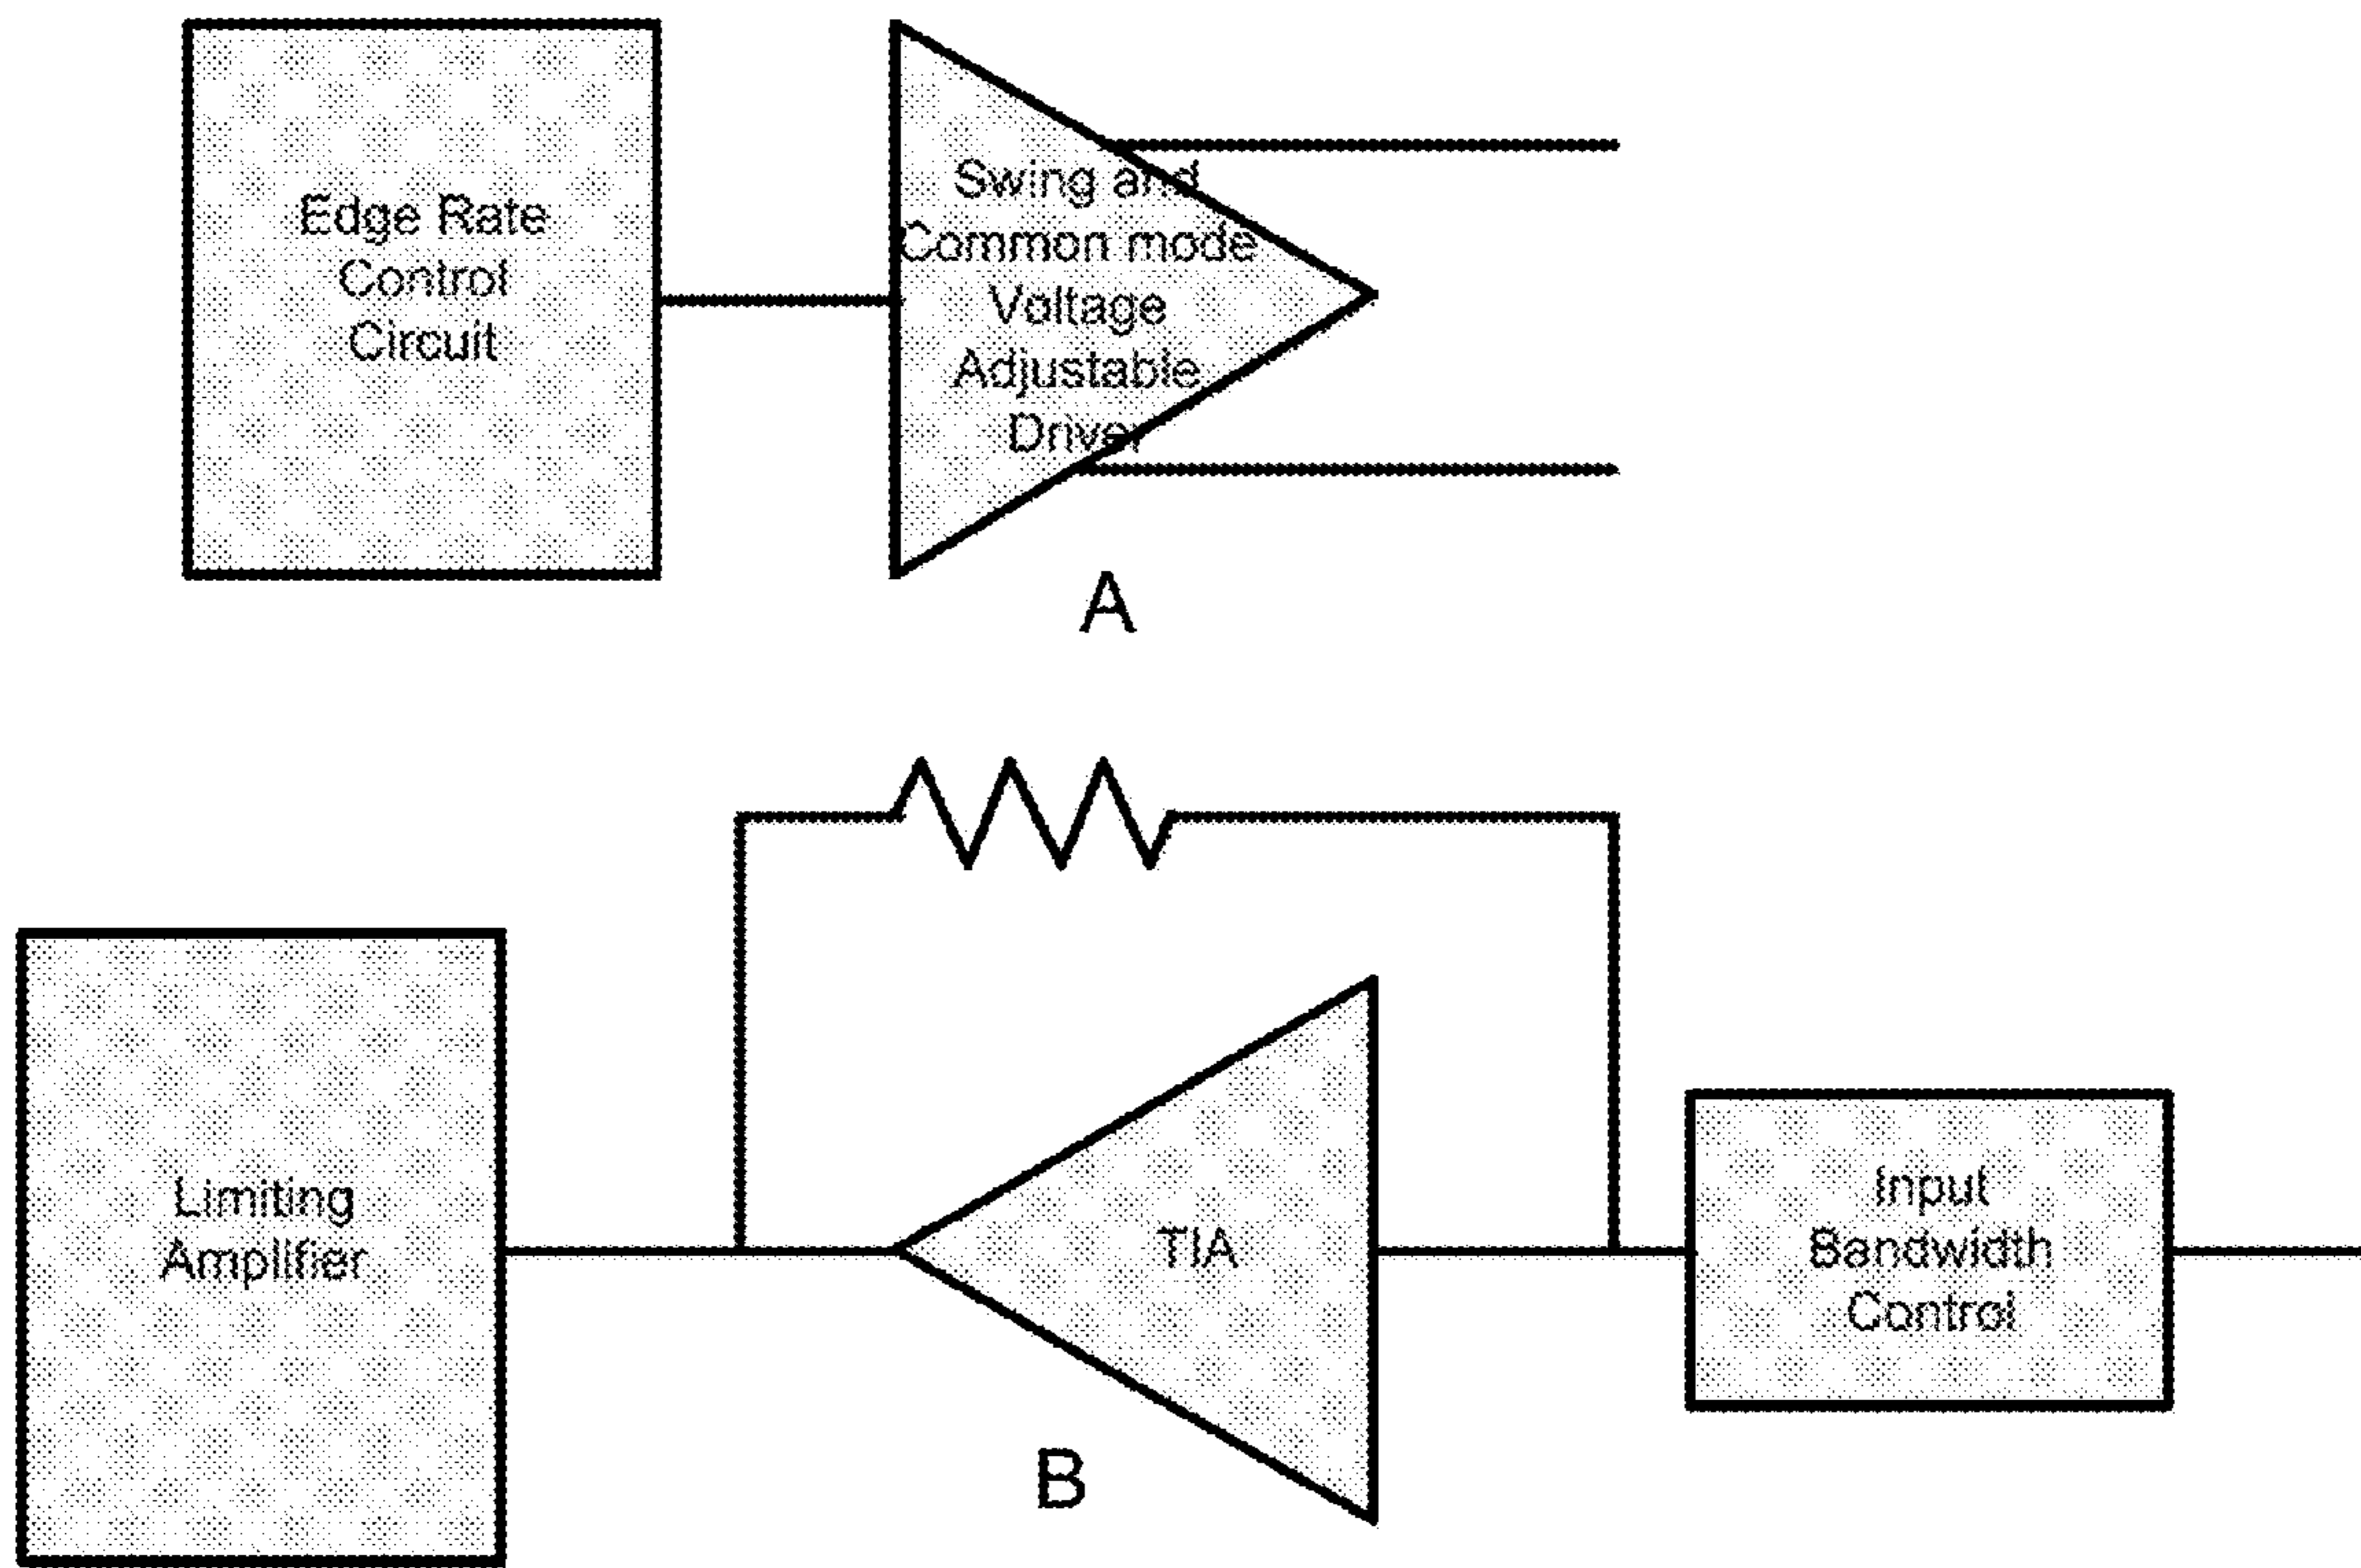 Edge Rate
Control
Circuit
Swing and
Common mode
Voltage
Adjustable
Driver
A
Limiting
Amplifier
TIA
Input
Bandwidth
Control
B